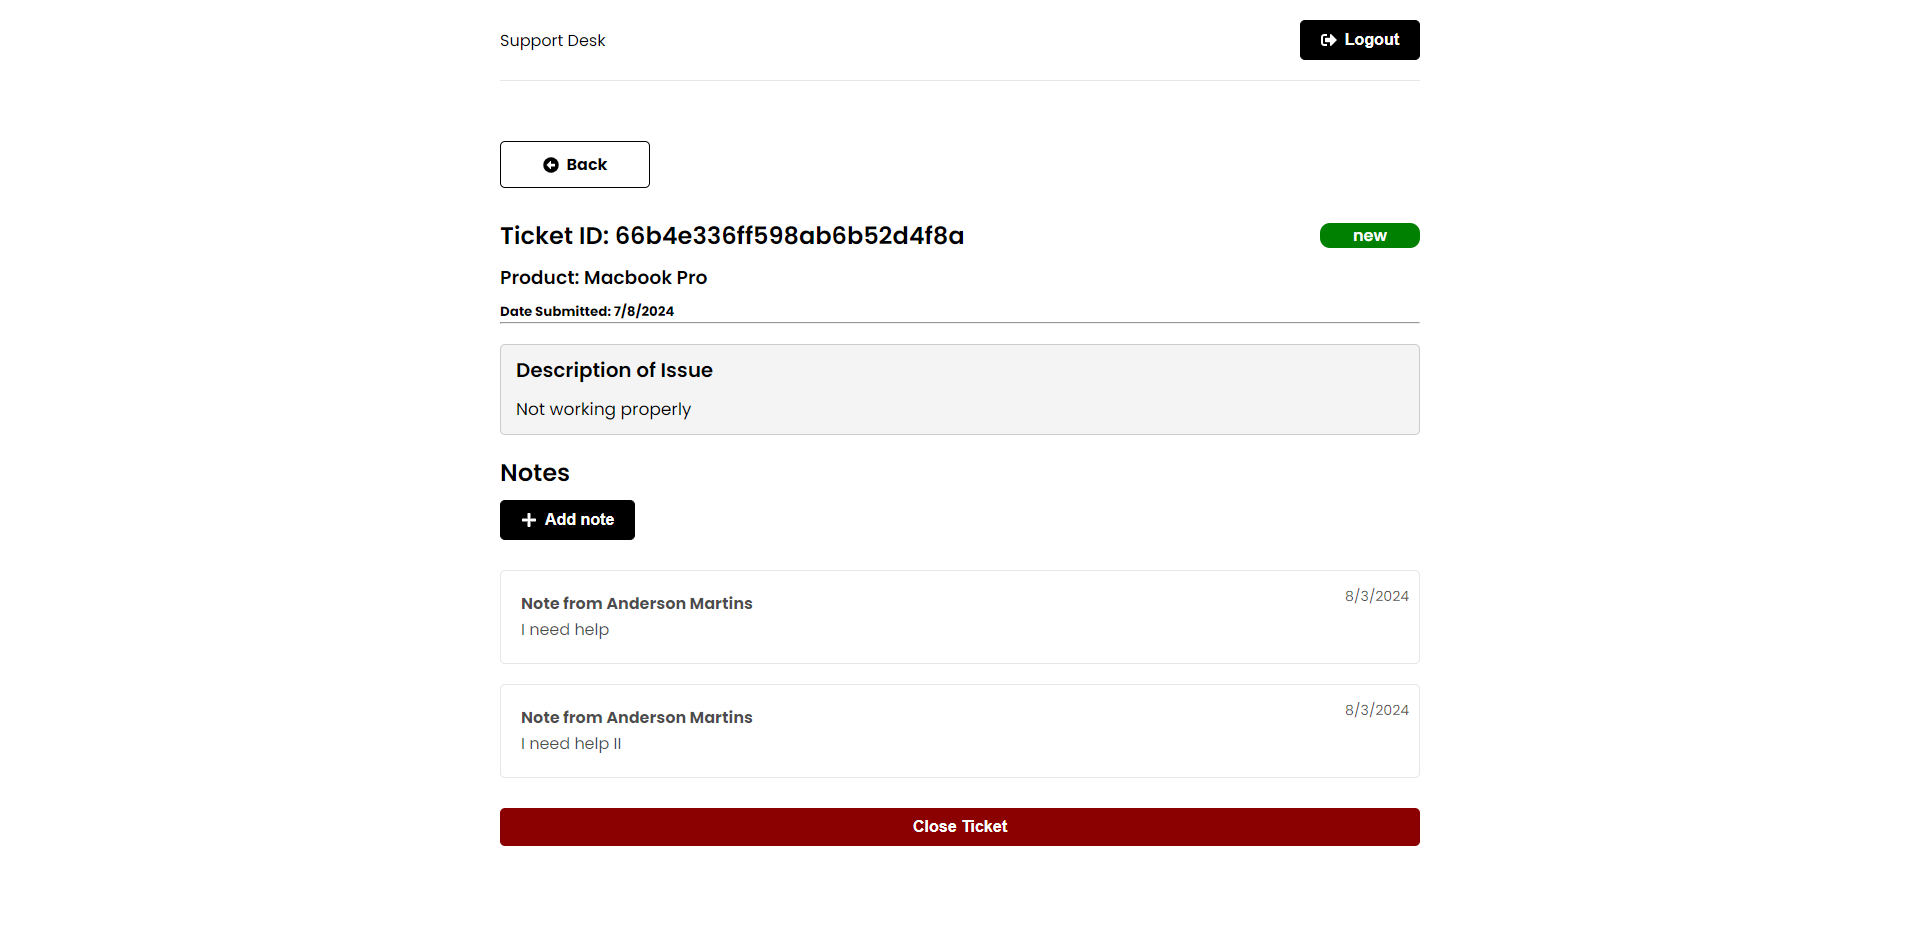 Support Desk
Logout
Back
Ticket ID: 66b4e336ff598ab6b52d4f8a
new
Product: Macbook Pro
Date Submitted: 7/8/2024
Description of Issue
Not working properly
Notes
Add note
Note from Anderson Martins
8/3/2024
I need help
Note from Anderson Martins
8/3/2024
I need help II
Close Ticket